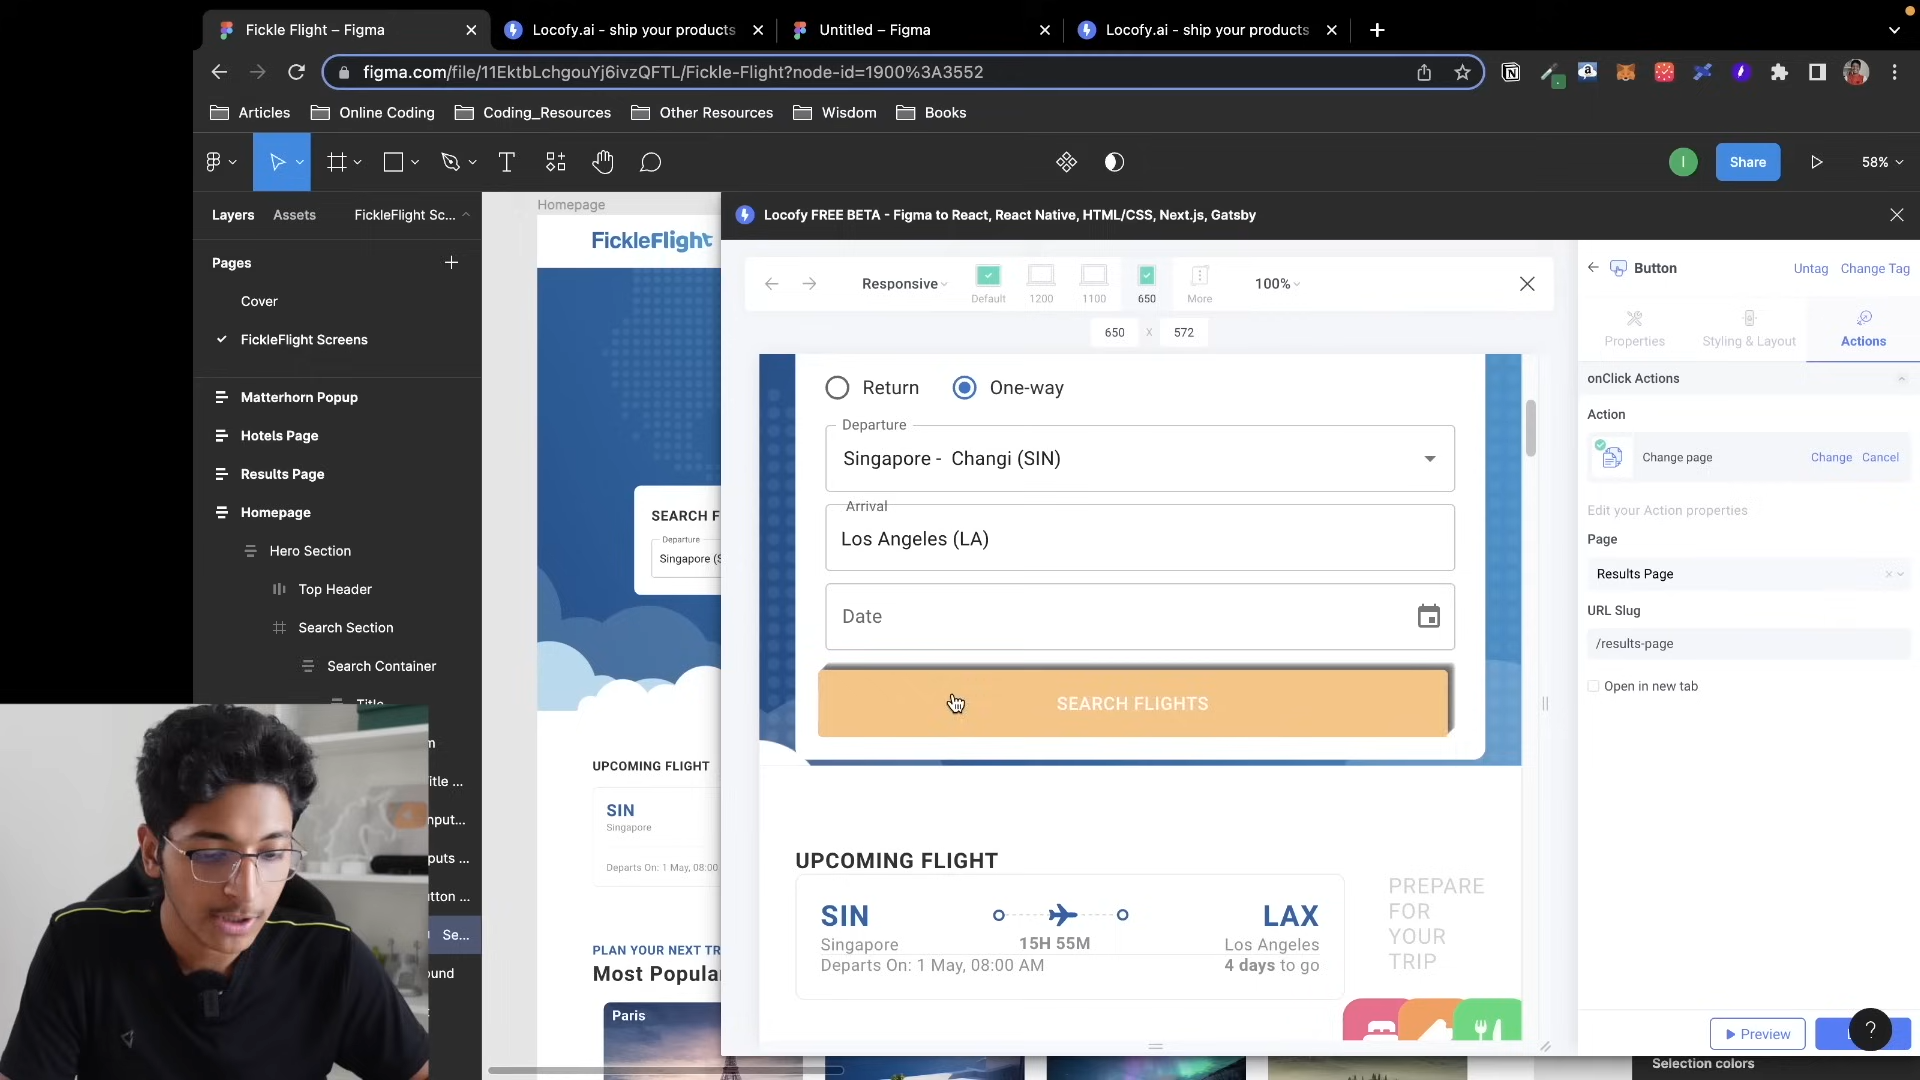 Fickle Flight – Figma
Locofy.ai - ship your products
Untitled – Figma
Locofy.ai - ship your products
figma.com/file/11EktbLchgouYj6ivzQFTL/Fickle-Flight?node-id=1900%3A3552
Articles
Online Coding
Coding_Resources
Other Resources
Wisdom
Books
I
Share
58%
Layers
Assets
FickleFlight Sc...
Pages
Cover
FickleFlight Screens
Matterhorn Popup
Hotels Page
Results Page
Homepage
Hero Section
Top Header
Search Section
Search Container
Title
itle ...
nput...
puts ...
utton ...
Se...
ound
Homepage
FickleFlight
SEARCH F
Departure
Singapore (S
UPCOMING FLIGHT
SIN
Singapore
Departs On: 1 May, 08:00
PLAN YOUR NEXT TR
Most Popula
Paris
Locofy FREE BETA - Figma to React, React Native, HTML/CSS, Next.js, Gatsby
Responsive
Default
1200
1100
650
More
100%
650 X 572
Return
One-way
Departure
Singapore - Changi (SIN)
Arrival
Los Angeles (LA)
Date
SEARCH FLIGHTS
UPCOMING FLIGHT
SIN
LAX
Singapore
15H 55M
Los Angeles
Departs On: 1 May, 08:00 AM
4 days to go
PREPARE
FOR
YOUR
TRIP
Button
Untag
Change Tag
Properties
Styling & Layout
Actions
onClick Actions
Action
Change page
Change
Cancel
Edit your Action properties
Page
Results Page
URL Slug
/results-page
Open in new tab
Preview
?
Selection colors